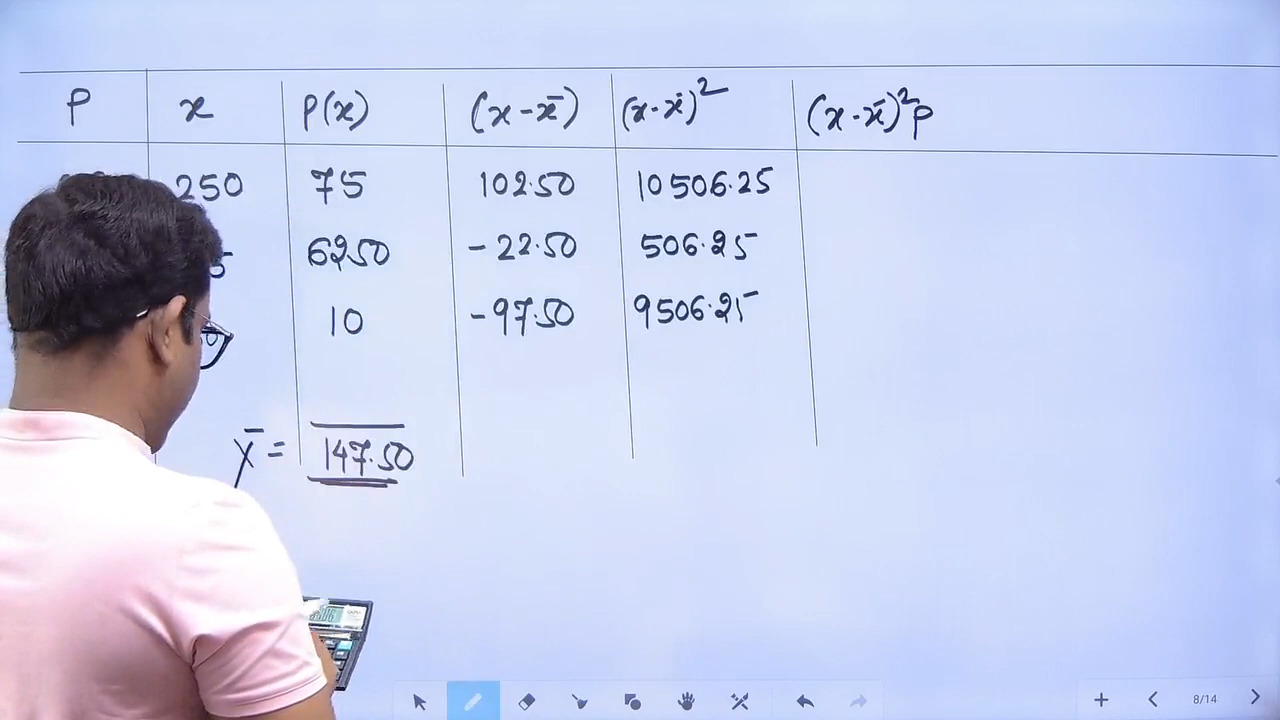 P x P(x) (x-x̄) (x-x̄)² (x-x̄)²P
250 75 102.50 10506.25
5 6250 -22.50 506.25
10 -97.50 9506.25
x̄ = 147.50
8/14